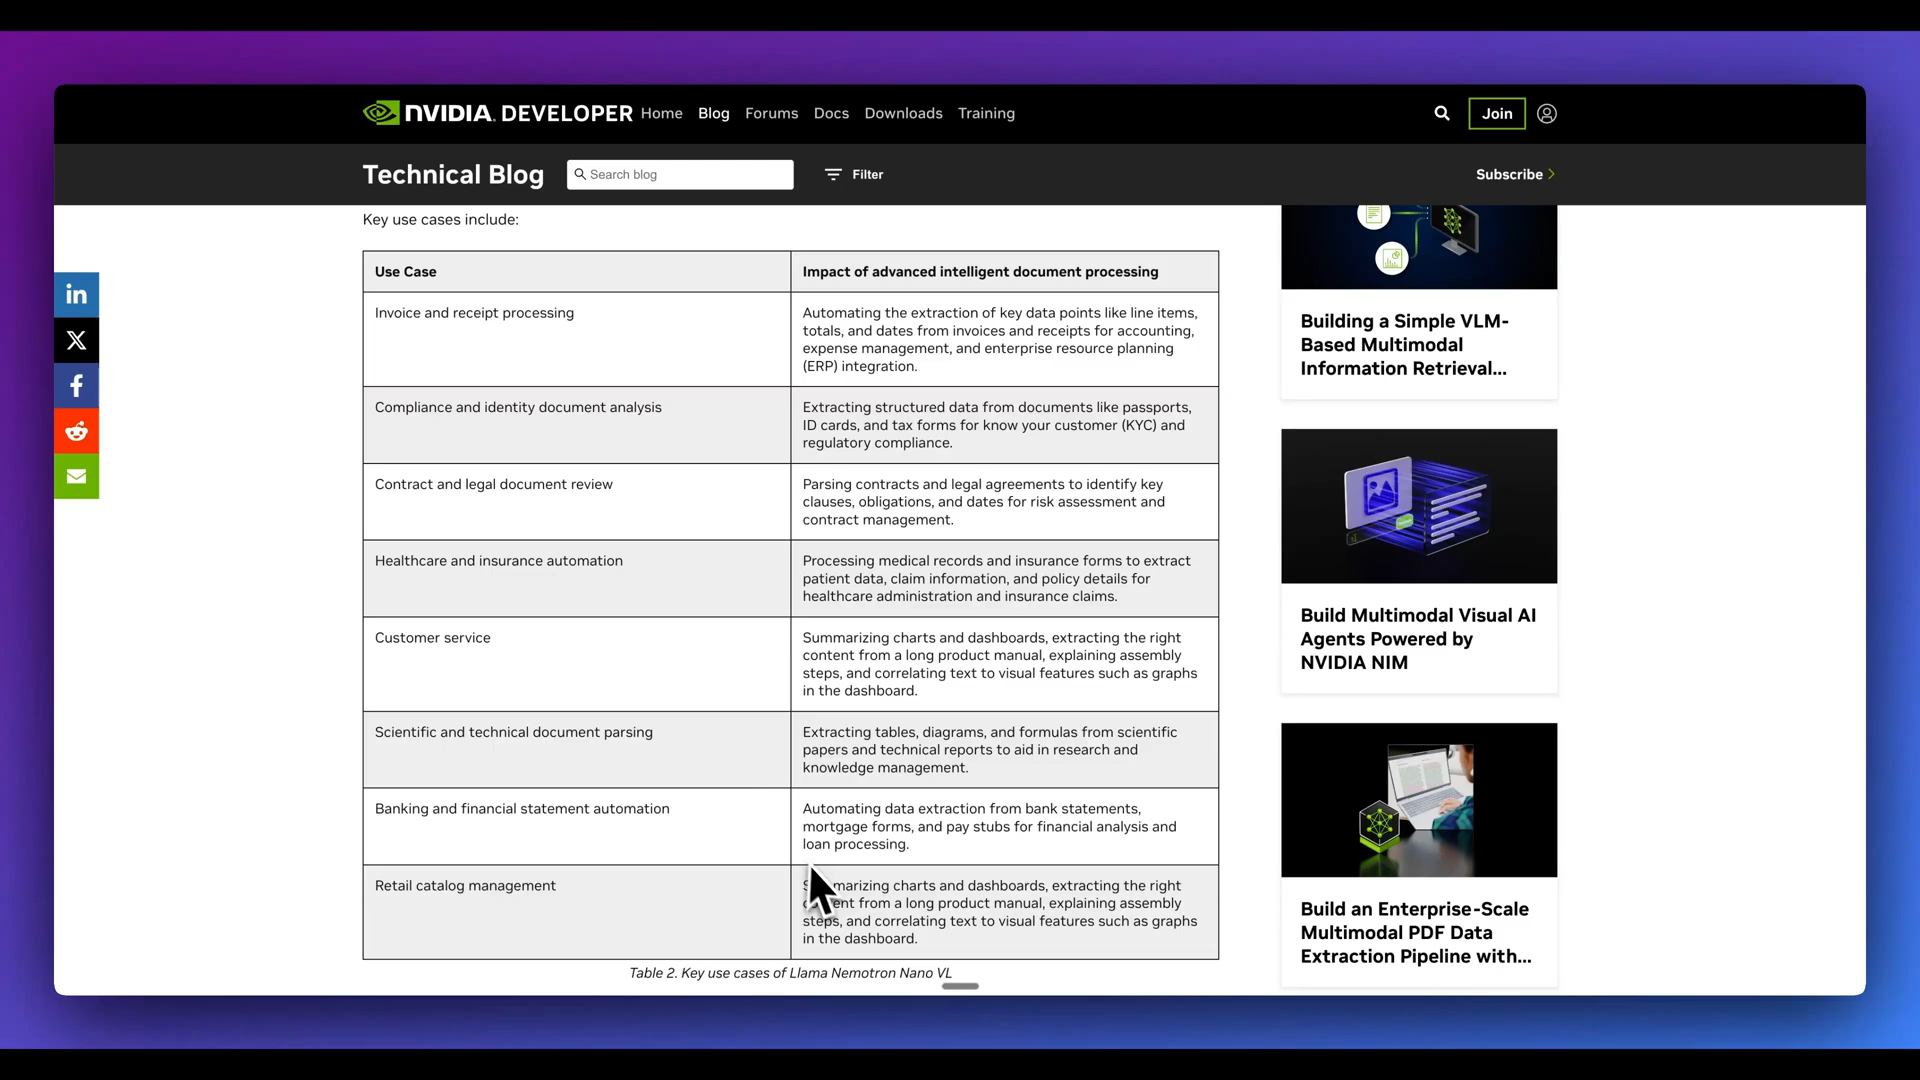 NVIDIA. DEVELOPER Home Blog Forums Docs Downloads Training Join
Technical Blog Search blog Filter Subscribe
Key use cases include:
Use Case
Impact of advanced intelligent document processing
Invoice and receipt processing
Automating the extraction of key data points like line items,
totals, and dates from invoices and receipts for accounting,
expense management, and enterprise resource planning
(ERP) integration.
Compliance and identity document analysis
Extracting structured data from documents like passports,
ID cards, and tax forms for know your customer (KYC) and
regulatory compliance.
Contract and legal document review
Parsing contracts and legal agreements to identify key
clauses, obligations, and dates for risk assessment and
contract management.
Healthcare and insurance automation
Processing medical records and insurance forms to extract
patient data, claim information, and policy details for
healthcare administration and insurance claims.
Customer service
Summarizing charts and dashboards, extracting the right
content from a long product manual, explaining assembly
steps, and correlating text to visual features such as graphs
in the dashboard.
Scientific and technical document parsing
Extracting tables, diagrams, and formulas from scientific
papers and technical reports to aid in research and
knowledge management.
Banking and financial statement automation
Automating data extraction from bank statements,
mortgage forms, and pay stubs for financial analysis and
loan processing.
Retail catalog management
Summarizing charts and dashboards, extracting the right
content from a long product manual, explaining assembly
steps, and correlating text to visual features such as graphs
in the dashboard.
Table 2. Key use cases of Llama Nemotron Nano VL
Building a Simple VLM-
Based Multimodal
Information Retrieval...
Build Multimodal Visual AI
Agents Powered by
NVIDIA NIM
Build an Enterprise-Scale
Multimodal PDF Data
Extraction Pipeline with...
in
X
f